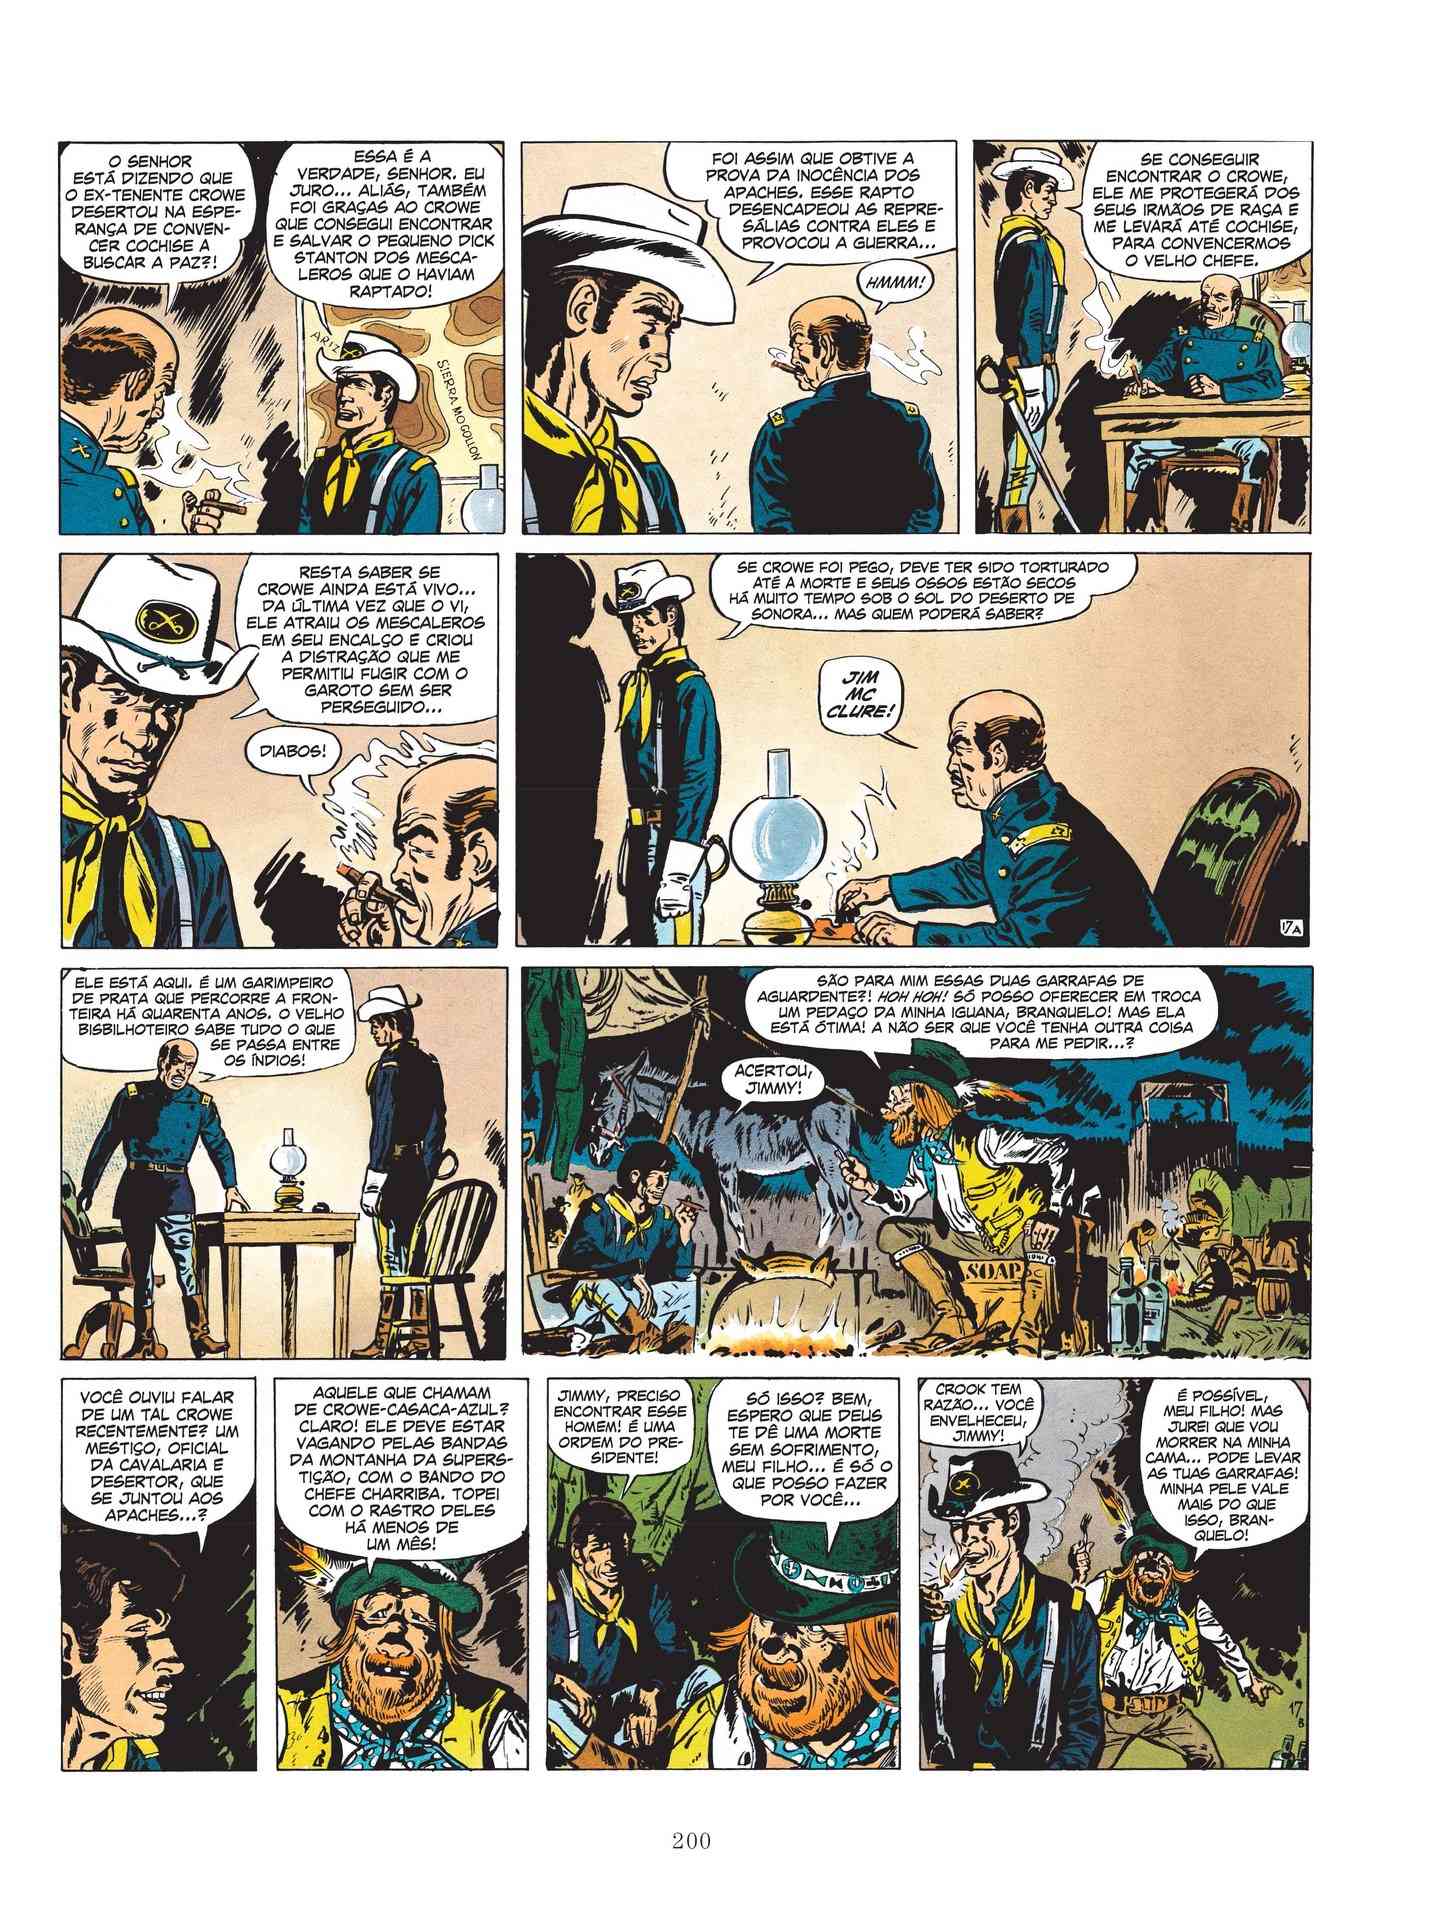 O SENHOR
ESTÁ DIZENDO QUE
O EX-TENENTE CROWE
DESERTOU NA ESPE-
RANÇA DE CONVEN-
CER COCHISE A
BUSCAR A PAZ?!
ESSA É A
VERDADE, SENHOR. EU
JURO... ALIÁS, TAMBÉM
FOI GRAÇAS AO CROWE
QUE CONSEGUI ENCONTRAR
E SALVAR O PEQUENO DICK
STANTON DOS MESCA-
LEROS QUE O HAVIAM
RAPTADO!
ARIZ
SIERRA MOGOLLON
FOI ASSIM QUE OBTIVE A
PROVA DA INOCÊNCIA DOS
APACHES. ESSE RAPTO
DESENCADEOU AS REPRE-
SÁLIAS CONTRA ELES E
PROVOCOU A GUERRA...
HMMM!
SE CONSEGUIR
ENCONTRAR O CROWE,
ELE ME PROTEGERÁ DOS
SEUS IRMÃOS DE RAÇA E
ME LEVARÁ ATÉ COCHISE,
PARA CONVENCERMOS
O VELHO CHEFE.
RESTA SABER SE
CROWE AINDA ESTÁ VIVO...
DA ÚLTIMA VEZ QUE O VI,
ELE ATRAIU OS MESCALEROS
EM SEU ENCALÇO E CRIOU
A DISTRAÇÃO QUE ME
PERMITIU FUGIR COM O
GAROTO SEM SER
PERSEGUIDO...
DIABOS!
SE CROWE FOI PEGO, DEVE TER SIDO TORTURADO
ATÉ A MORTE E SEUS OSSOS ESTÃO SECOS
HÁ MUITO TEMPO SOB O SOL DO DESERTO DE
SONORA... MAS QUEM PODERÁ SABER?
JIM
MC
CLURE!
17A
ELE ESTÁ AQUI. É UM GARIMPEIRO
DE PRATA QUE PERCORRE A FRON-
TEIRA HÁ QUARENTA ANOS. O VELHO
BISBILHOTEIRO SABE TUDO O QUE
SE PASSA ENTRE
OS ÍNDIOS!
SÃO PARA MIM ESSAS DUAS GARRAFAS DE
AGUARDENTE?! HOH HOH! SÓ POSSO OFERECER EM TROCA
UM PEDAÇO DA MINHA IGUANA, BRANQUELO! MAS ELA
ESTÁ ÓTIMA! A NÃO SER QUE VOCÊ TENHA OUTRA COISA
PARA ME PEDIR...?
ACERTOU,
JIMMY!
SOAP
VOCÊ OUVIU FALAR
DE UM TAL CROWE
RECENTEMENTE? UM
MESTIÇO, OFICIAL
DA CAVALARIA E
DESERTOR, QUE
SE JUNTOU AOS
APACHES...?
AQUELE QUE CHAMAM
DE CROWE-CASACA-AZUL?
CLARO! ELE DEVE ESTAR
VAGANDO PELAS BANDAS
DA MONTANHA DA SUPERS-
TIÇÃO, COM O BANDO DO
CHEFE CHARRIBA. TOPEI
COM O RASTRO DELES
HÁ MENOS DE
UM MÊS!
JIMMY, PRECISO
ENCONTRAR ESSE
HOMEM! É UMA
ORDEM DO PRE-
SIDENTE!
SÓ ISSO? BEM,
ESPERO QUE DEUS
TE DÊ UMA MORTE
SEM SOFRIMENTO,
MEU FILHO... É SÓ O
QUE POSSO FAZER
POR VOCÊ...
CROOK TEM
RAZÃO... VOCÊ
ENVELHECEU,
JIMMY!
É POSSÍVEL,
MEU FILHO! MAS
JUREI QUE VOU
MORRER NA MINHA
CAMA... PODE LEVAR
AS TUAS GARRAFAS!
MINHA PELE VALE
MAIS DO QUE
ISSO, BRAN-
QUELO!
17B
200